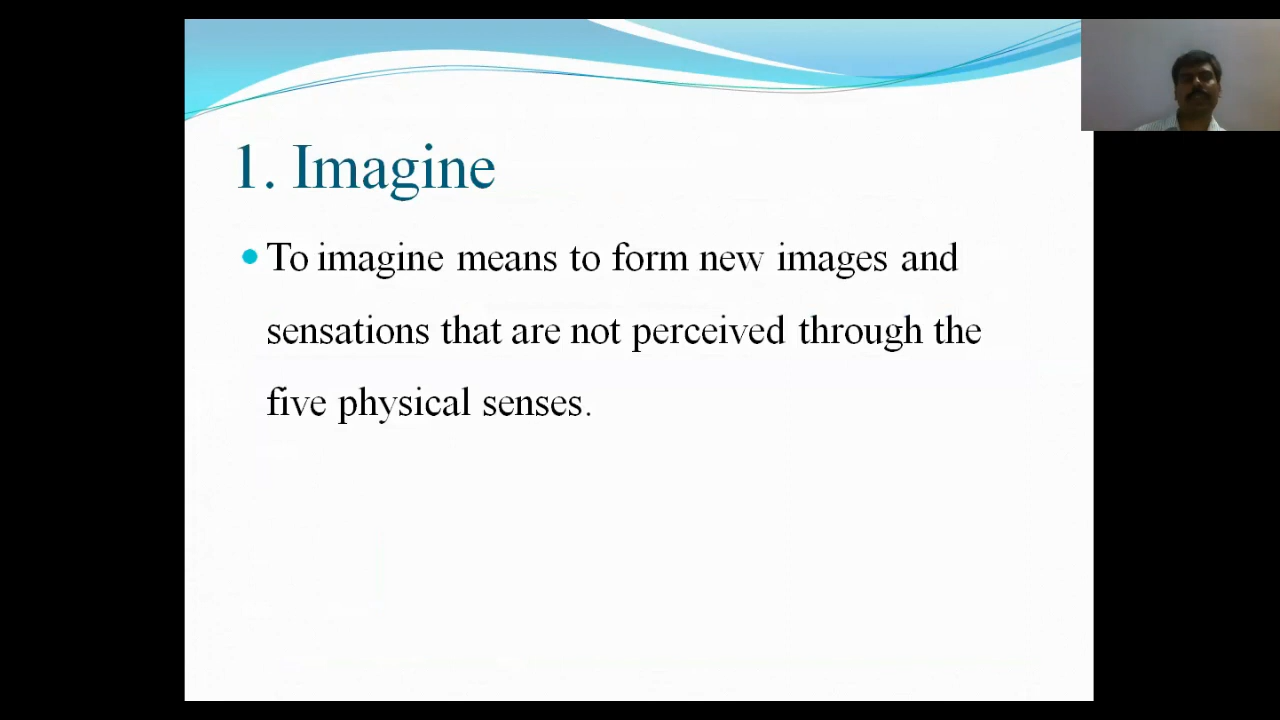 1. Imagine
To imagine means to form new images and
sensations that are not perceived through the
five physical senses.